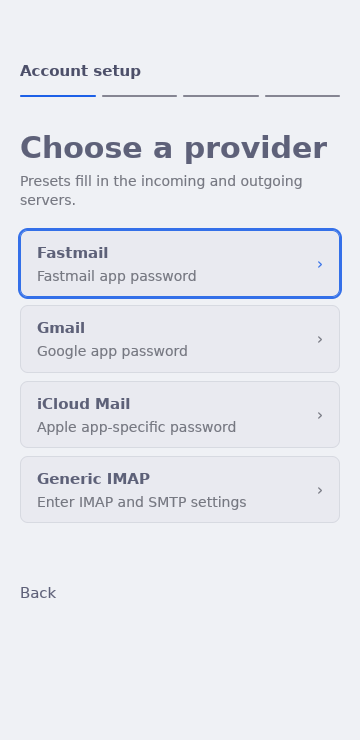 Account setup
Choose a provider
Presets fill in the incoming and outgoing
servers.
Fastmail
Fastmail app password
›
Gmail
Google app password
›
iCloud Mail
Apple app-specific password
›
Generic IMAP
Enter IMAP and SMTP settings
›
Back